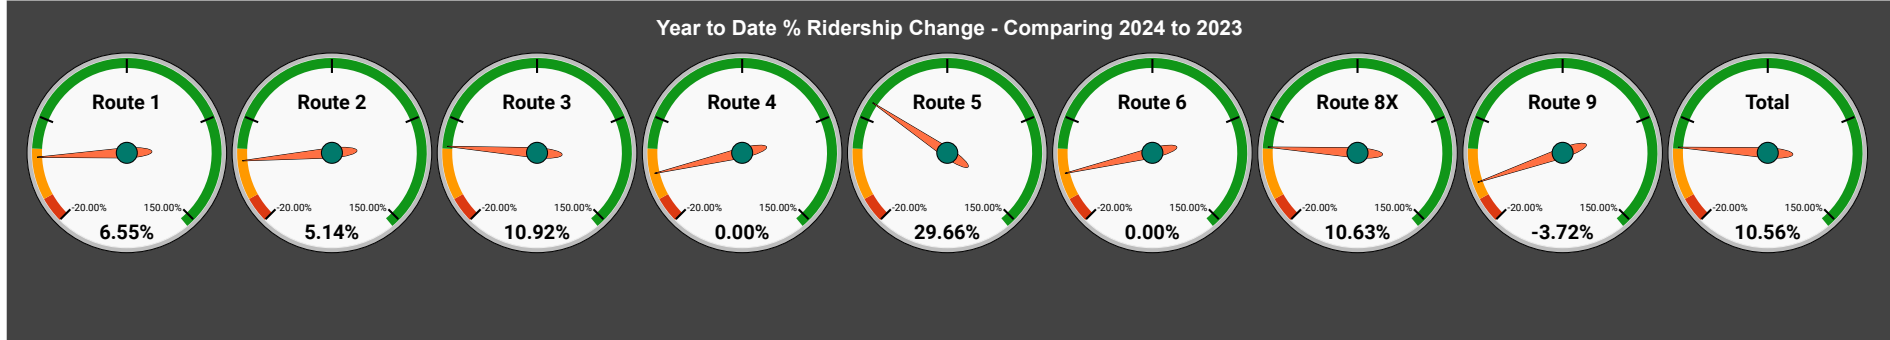 Year to Date % Ridership Change - Comparing 2024 to 2023
Route 1
-20.00% 150.00%
6.55%
Route 2
-20.00% 150.00%
5.14%
Route 3
-20.00% 150.00%
10.92%
Route 4
-20.00% 150.00%
0.00%
Route 5
-20.00% 150.00%
29.66%
Route 6
-20.00% 150.00%
0.00%
Route 8X
-20.00% 150.00%
10.63%
Route 9
-20.00% 150.00%
-3.72%
Total
-20.00% 150.00%
10.56%